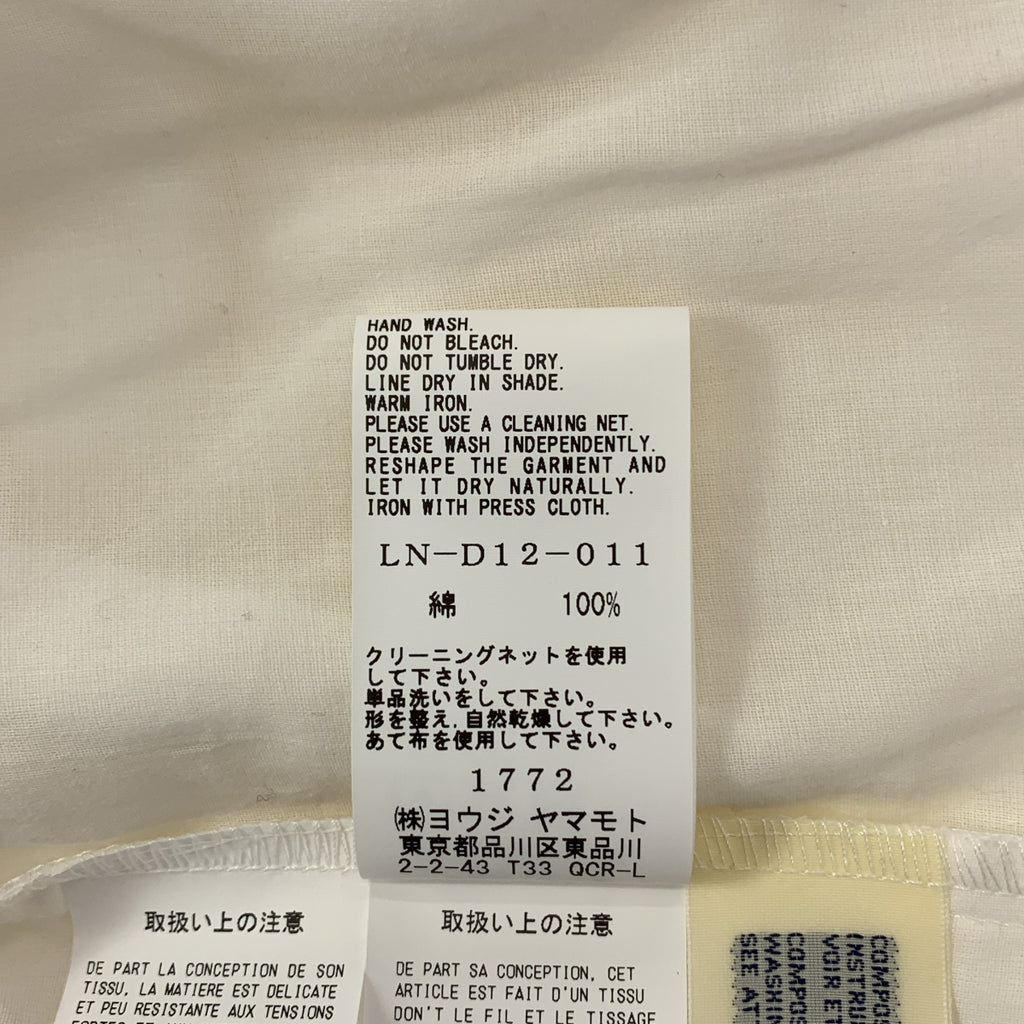 HAND WASH.
DO NOT BLEACH.
DO NOT TUMBLE DRY.
LINE DRY IN SHADE.
WARM IRON.
PLEASE USE A CLEANING NET.
PLEASE WASH INDEPENDENTLY.
RESHAPE THE GARMENT AND
LET IT DRY NATURALLY.
IRON WITH PRESS CLOTH.
LN-D12-011
綿 100%
クリーニングネットを使用
して下さい。
単品洗いをして下さい。
形を整え,自然乾燥して下さい。
あて布を使用して下さい。
1772
㈱ヨウジ ヤマモト
東京都品川区東品川
2-2-43 T33 QCR-L
取扱い上の注意
DE PART LA CONCEPTION DE SON
TISSU, LA MATIERE EST DELICATE
ET PEU RESISTANTE AUX TENSIONS
取扱い上の注意
DE PART SA CONCEPTION, CET
ARTICLE EST FAIT D'UN TISSU
DON'T LE FIL ET LE TISSAGE
SEE AT
WASHIN
COMPOS
VOIR ET
INSTRU
COMPO